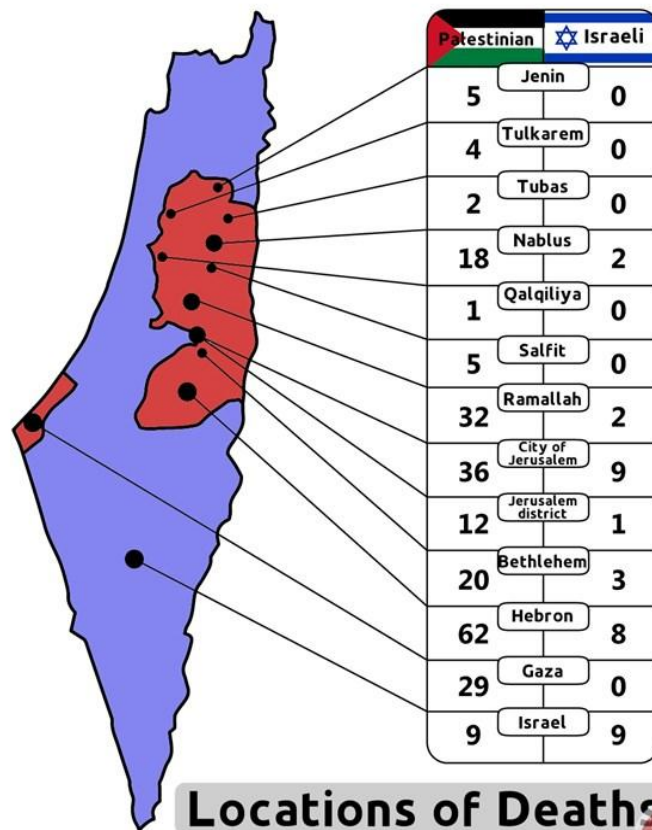 Palestinian Israeli
Jenin
5 0
Tulkarem
4 0
Tubas
2 0
Nablus
18 2
Qalqiliya
1 0
Salfit
5 0
Ramallah
32 2
City of
Jerusalem
36 9
Jerusalem
district
12 1
Bethlehem
20 3
Hebron
62 8
Gaza
29 0
Israel
9 9
Locations of Deaths